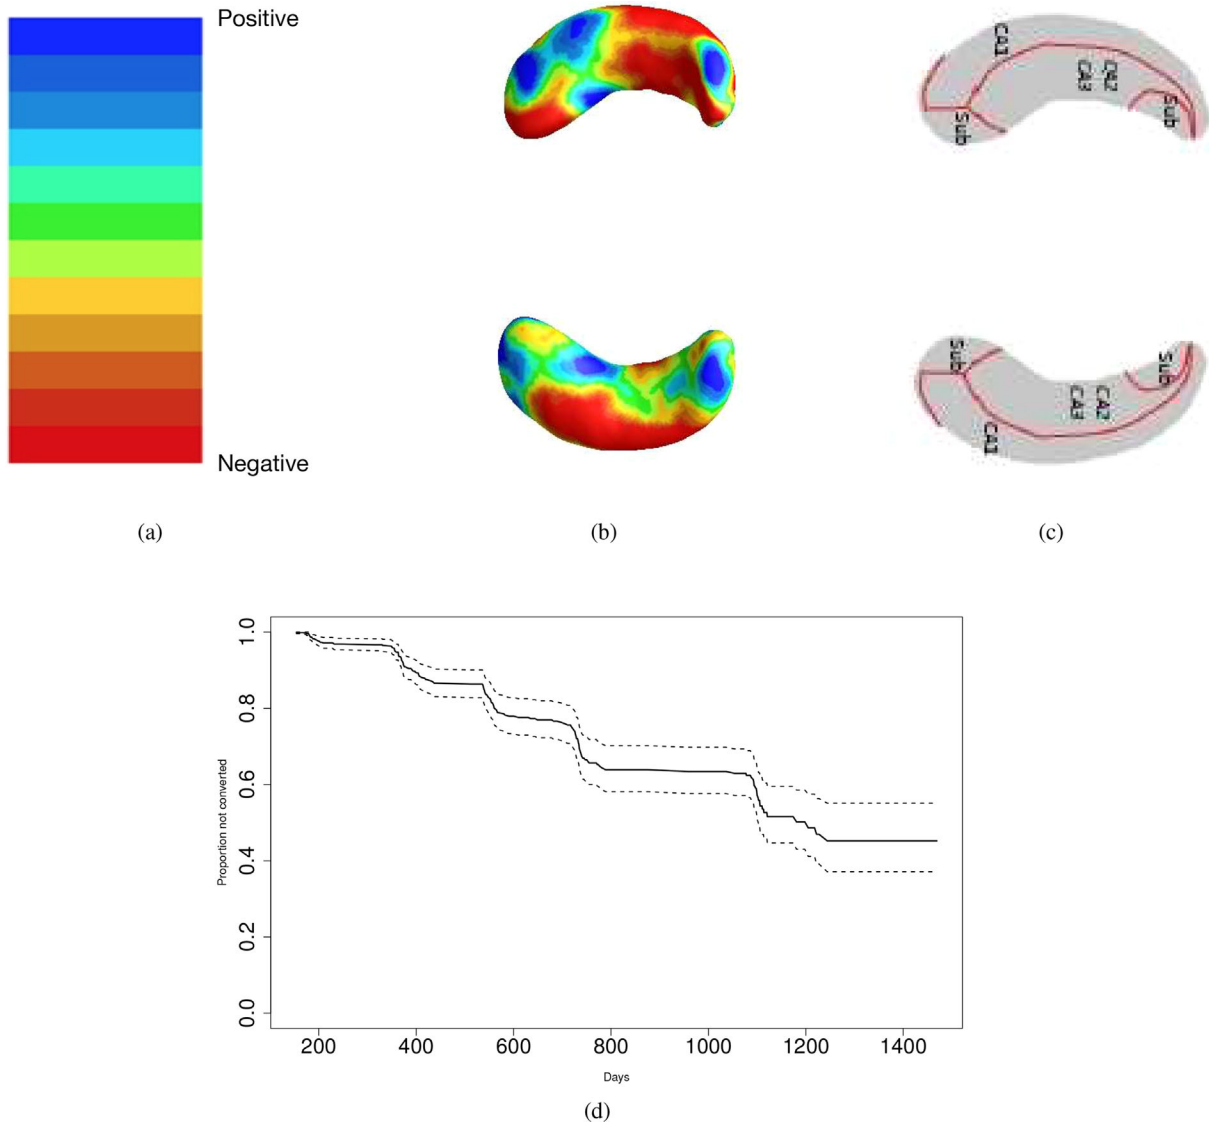 Positive
Negative
CA1
CA2
CA3
Sub
Sub
Sub
Sub
CA3
CA2
CA1
(a)
(b)
(c)
1.0
0.8
0.6
0.4
0.2
0.0
Proportion not converted
200 400 600 800 1000 1200 1400
Days
(d)